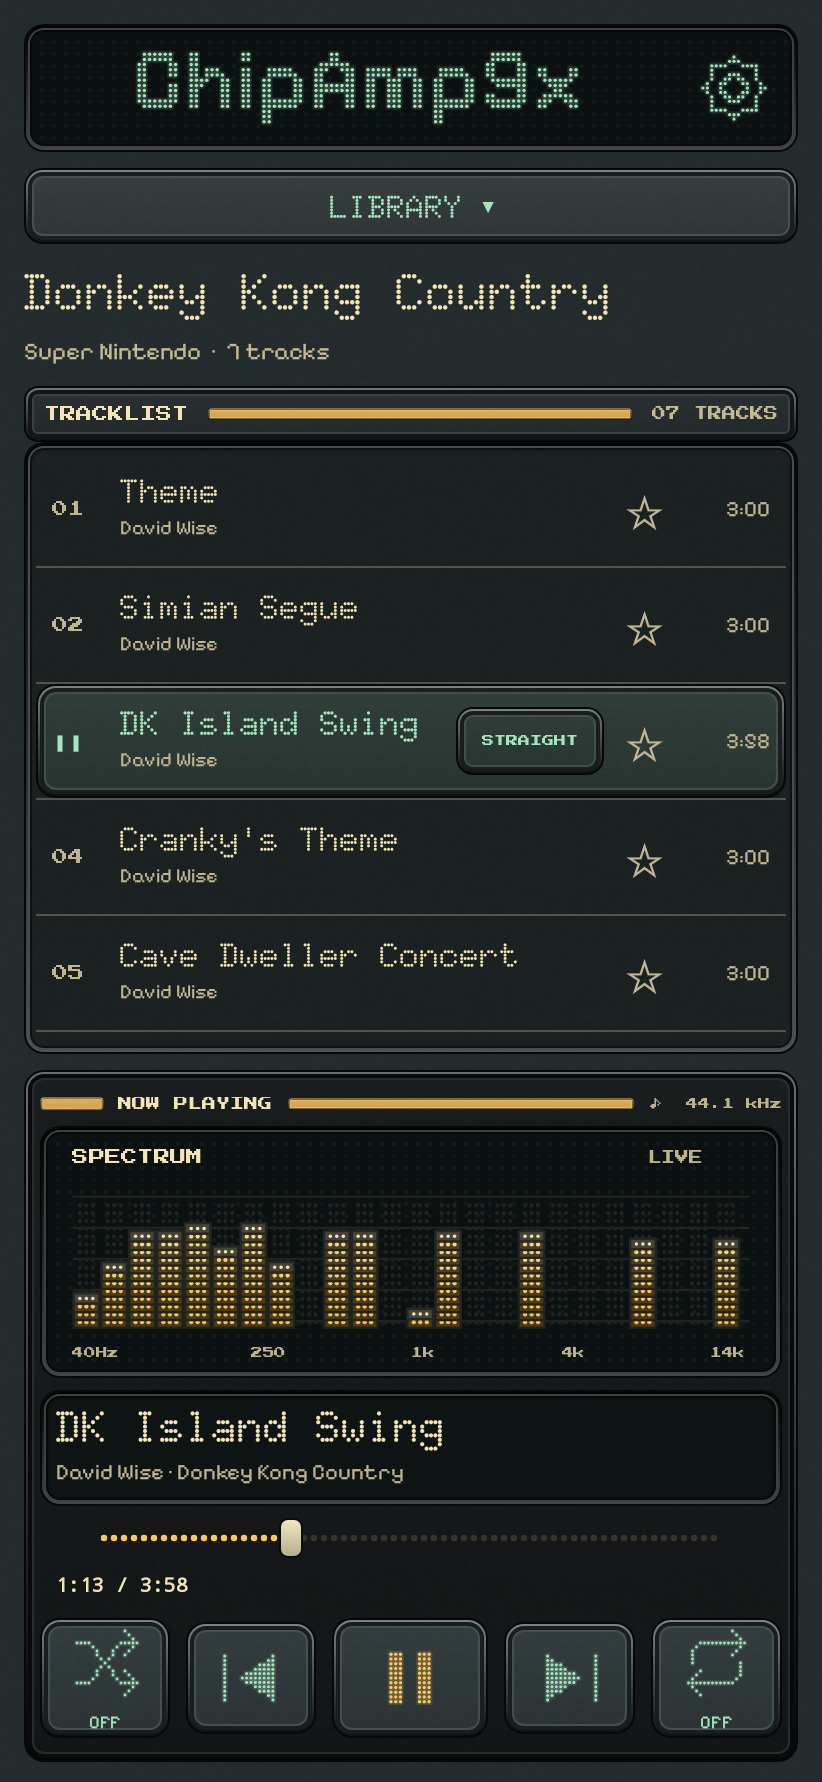 ChipAmp9x
LIBRARY ▼
Donkey Kong Country
Super Nintendo · 7 tracks
TRACKLIST 07 TRACKS
01 Theme 3:00
David Wise
02 Simian Segue 3:00
David Wise
DK Island Swing STRAIGHT 3:58
David Wise
04 Cranky's Theme 3:00
David Wise
05 Cave Dweller Concert 3:00
David Wise
NOW PLAYING ♪ 44.1 kHz
SPECTRUM LIVE
40Hz 250 1k 4k 14k
DK Island Swing
David Wise · Donkey Kong Country
1:13 / 3:58
OFF OFF